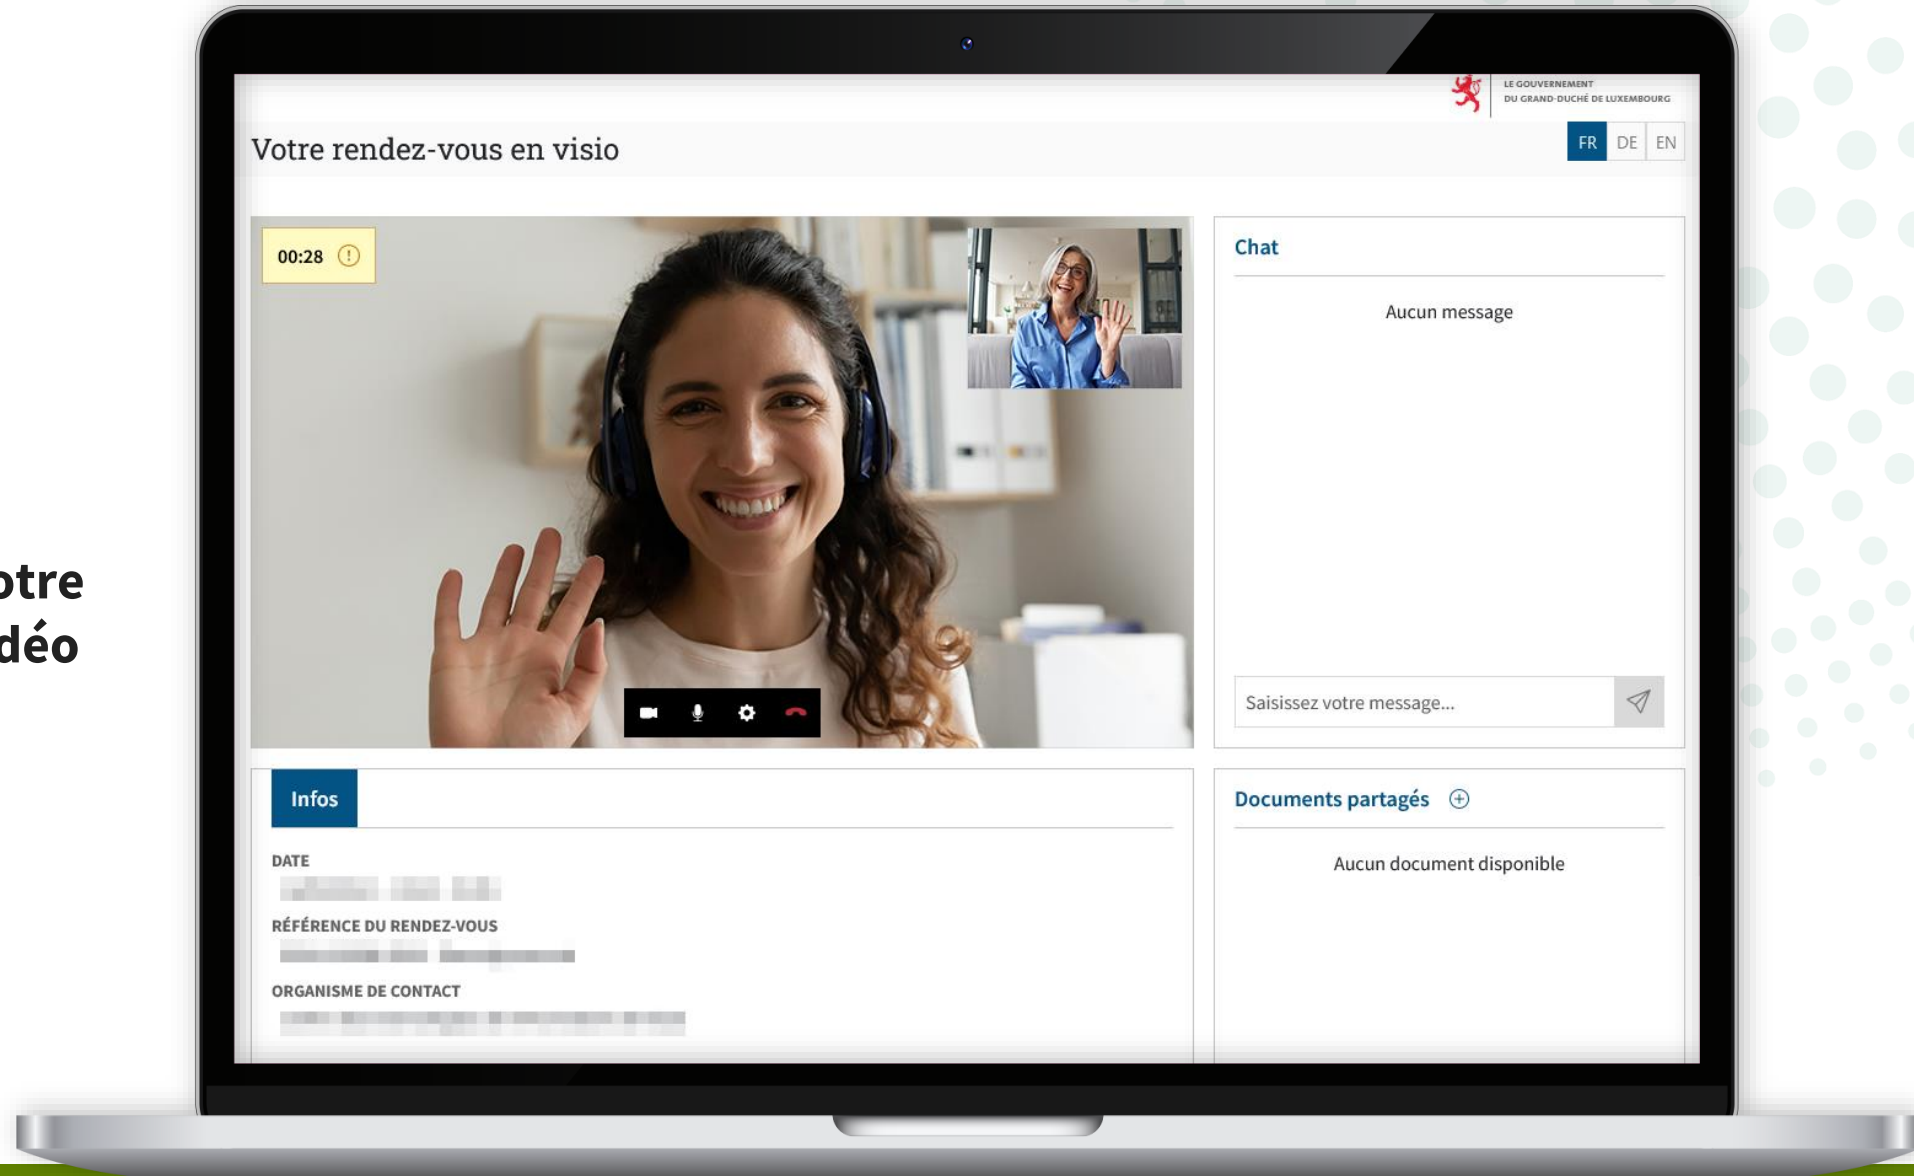 LE GOUVERNEMENT
DU GRAND-DUCHÉ DE LUXEMBOURG
Votre rendez-vous en visio
FR DE EN
00:28
Chat
Aucun message
otre
déo
Saisissez votre message...
Infos
Documents partagés
DATE
Aucun document disponible
RÉFÉRENCE DU RENDEZ-VOUS
ORGANISME DE CONTACT